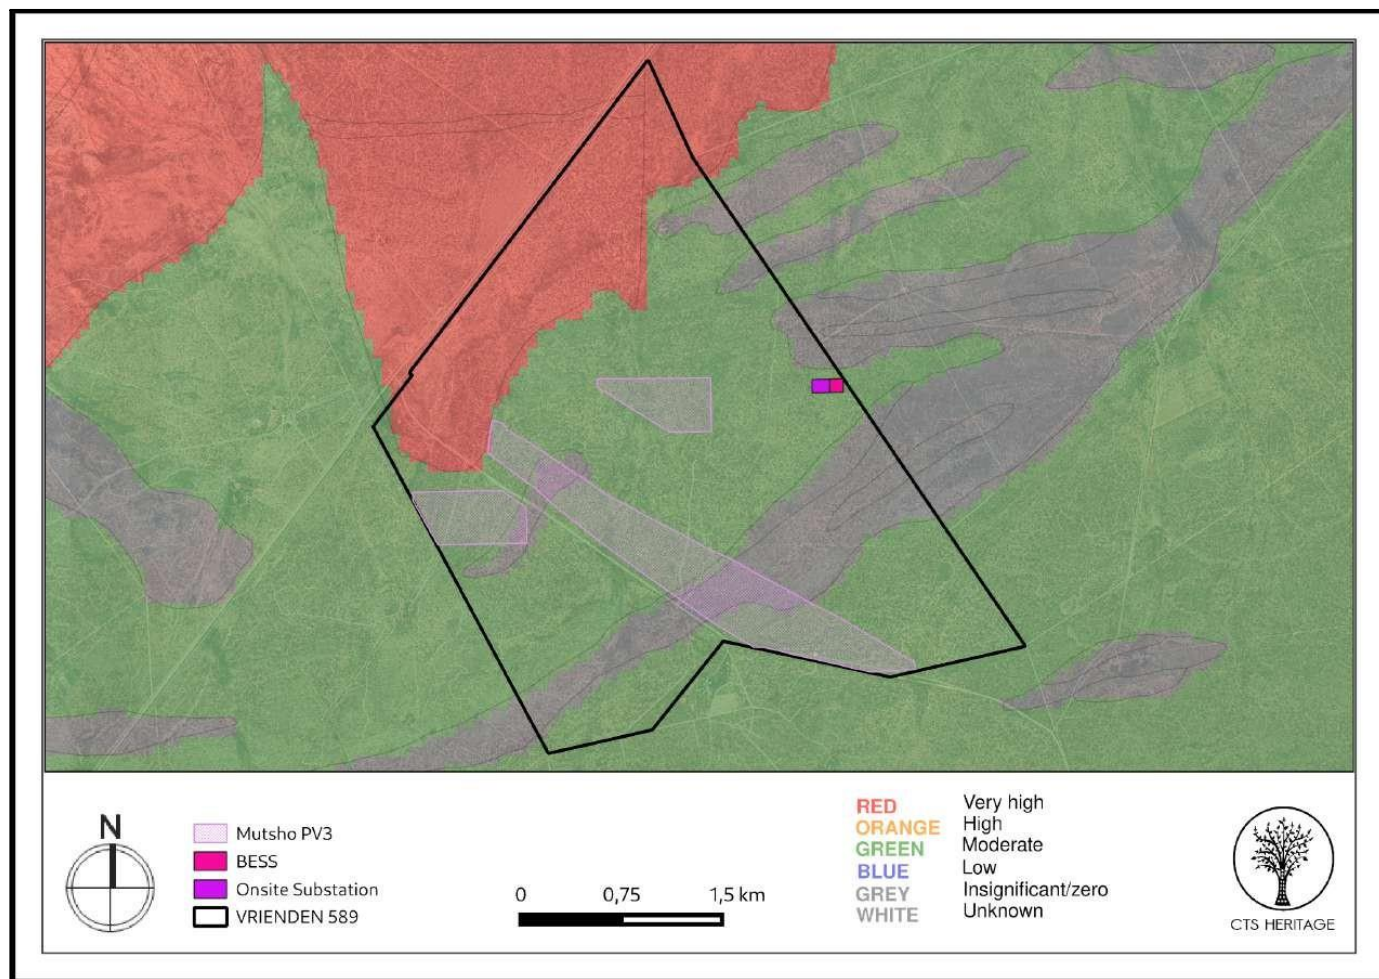 N
Mutsho PV3
BESS
Onsite Substation
VRIENDEN 589
0 0,75 1,5 km
RED Very high
ORANGE High
GREEN Moderate
BLUE Low
GREY Insignificant/zero
WHITE Unknown
CTS HERITAGE